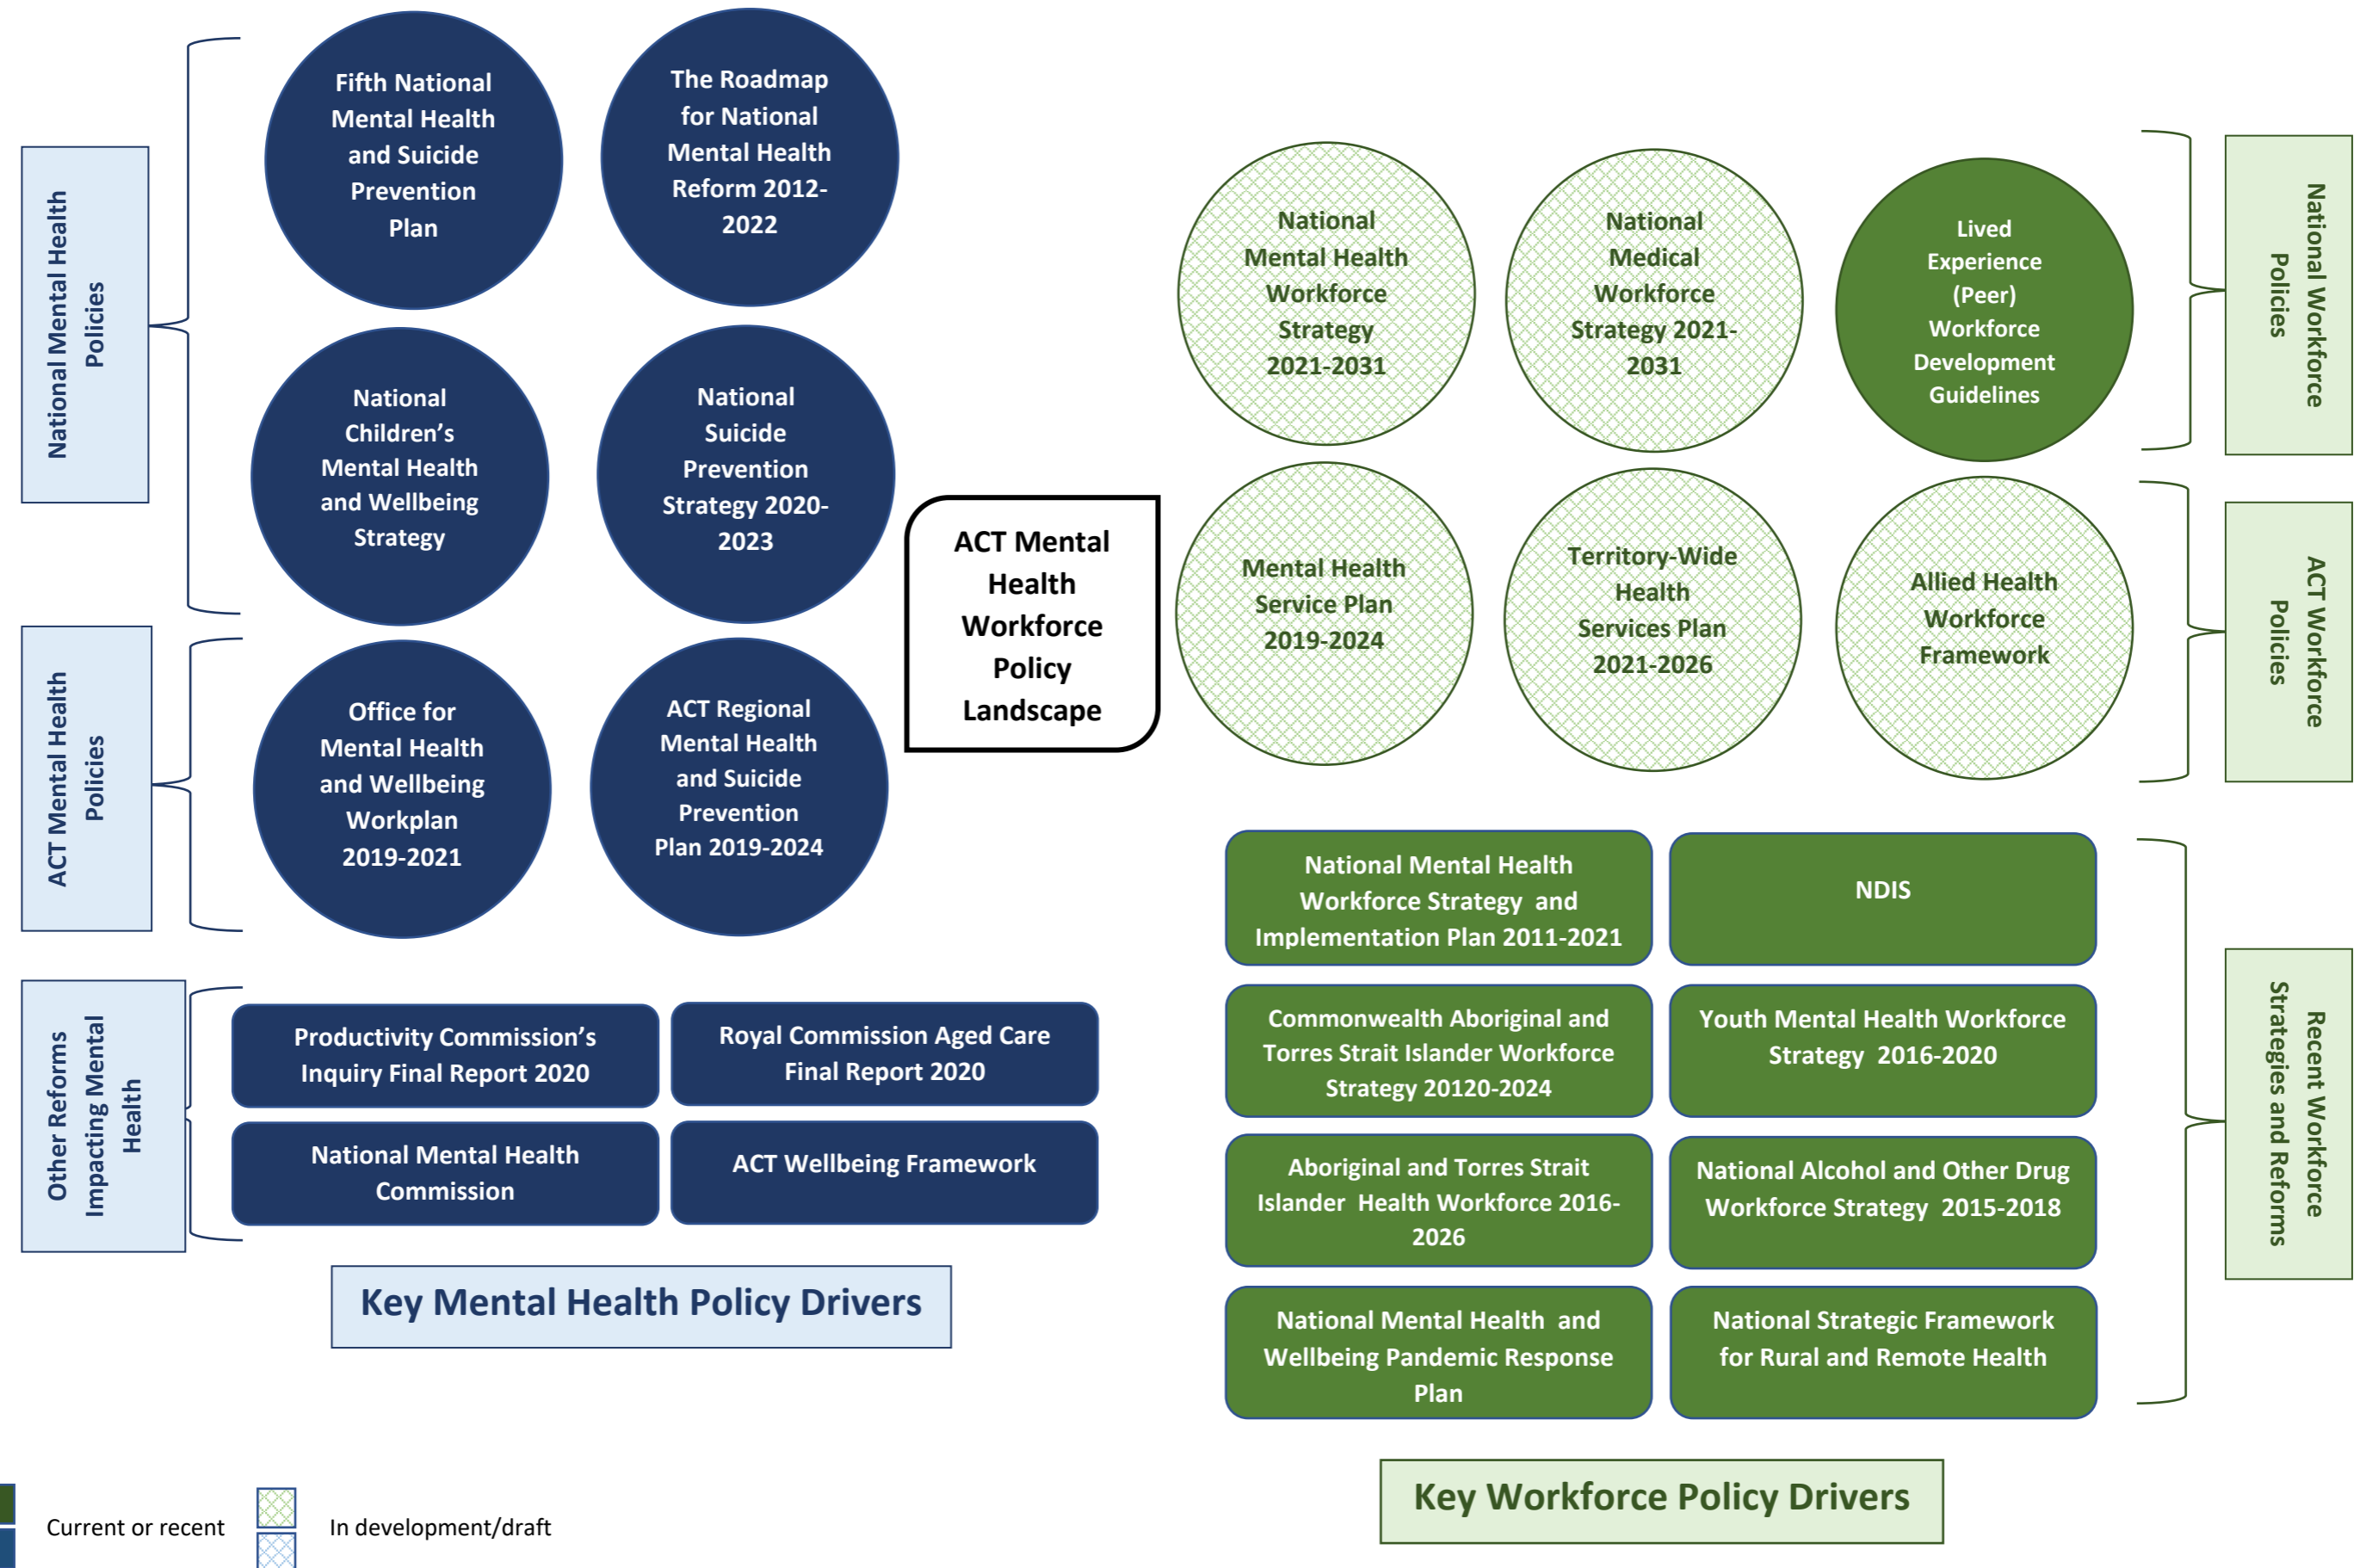 National Mental Health
Policies
Fifth National
Mental Health
and Suicide
Prevention
Plan
The Roadmap
for National
Mental Health
Reform 2012-
2022
National
Children’s
Mental Health
and Wellbeing
Strategy
National
Suicide
Prevention
Strategy 2020-
2023
ACT Mental Health
Policies
Office for
Mental Health
and Wellbeing
Workplan
2019-2021
ACT Regional
Mental Health
and Suicide
Prevention
Plan 2019-2024
Other Reforms
Impacting Mental
Health
Productivity Commission’s
Inquiry Final Report 2020
Royal Commission Aged Care
Final Report 2020
National Mental Health
Commission
ACT Wellbeing Framework
Key Mental Health Policy Drivers
ACT Mental
Health
Workforce
Policy
Landscape
National
Mental Health
Workforce
Strategy
2021-2031
National
Medical
Workforce
Strategy 2021-
2031
Lived
Experience
(Peer)
Workforce
Development
Guidelines
National Workforce
Policies
Mental Health
Service Plan
2019-2024
Territory-Wide
Health
Services Plan
2021-2026
Allied Health
Workforce
Framework
ACT Workforce
Policies
National Mental Health
Workforce Strategy  and
Implementation Plan 2011-2021
NDIS
Commonwealth Aboriginal and
Torres Strait Islander Workforce
Strategy 20120-2024
Youth Mental Health Workforce
Strategy  2016-2020
Aboriginal and Torres Strait
Islander  Health Workforce 2016-
2026
National Alcohol and Other Drug
Workforce Strategy  2015-2018
National Mental Health  and
Wellbeing Pandemic Response
Plan
National Strategic Framework
for Rural and Remote Health
Recent Workforce
Strategies and Reforms
Key Workforce Policy Drivers
Current or recent
In development/draft